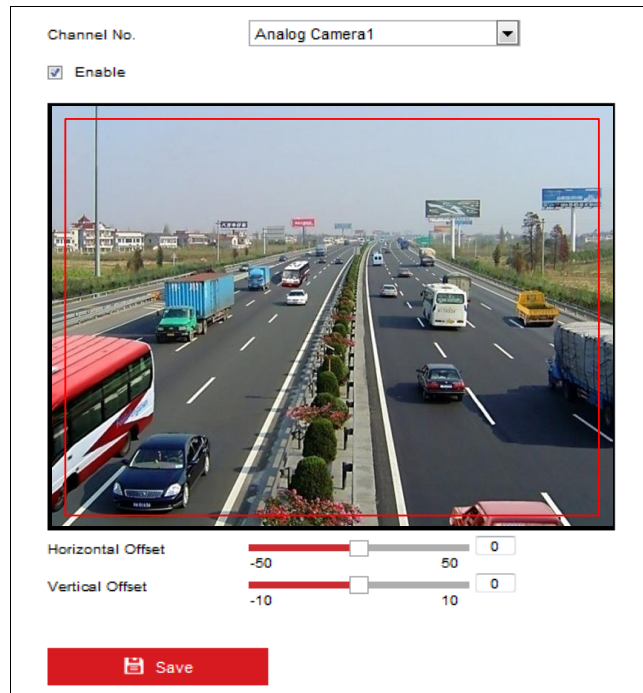 Channel No. Analog Camera1
Enable
Horizontal Offset 0
-50 50
Vertical Offset 0
-10 10
Save